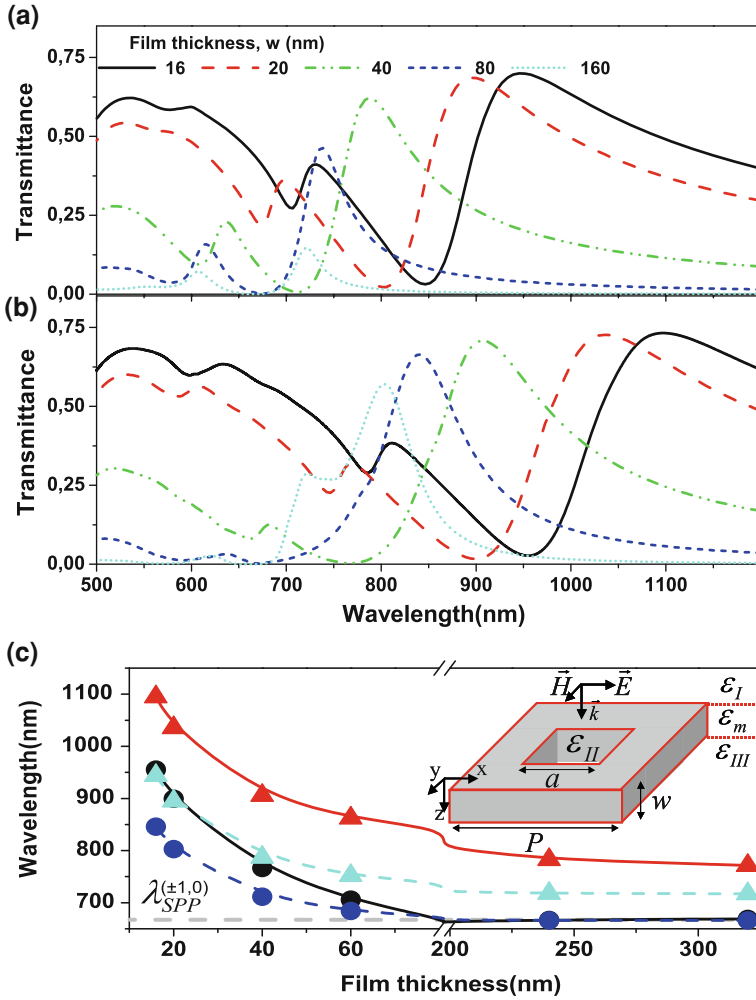 (a)
Film thickness, w (nm)
16 20 40 80 160
0,75
0,50
0,25
0,00
Transmittance
(b)
0,75
0,50
0,25
0,00
Transmittance
500 600 700 800 900 1000 1100
Wavelength(nm)
(c)
1100
1000
900
800
700
Wavelength(nm)
λ_SPP^(±1,0)
H⃗ E⃗
k⃗
ε_I
ε_m
ε_III
ε_II
y x
z
a
w
P
20 40 60 200 250 300
Film thickness(nm)